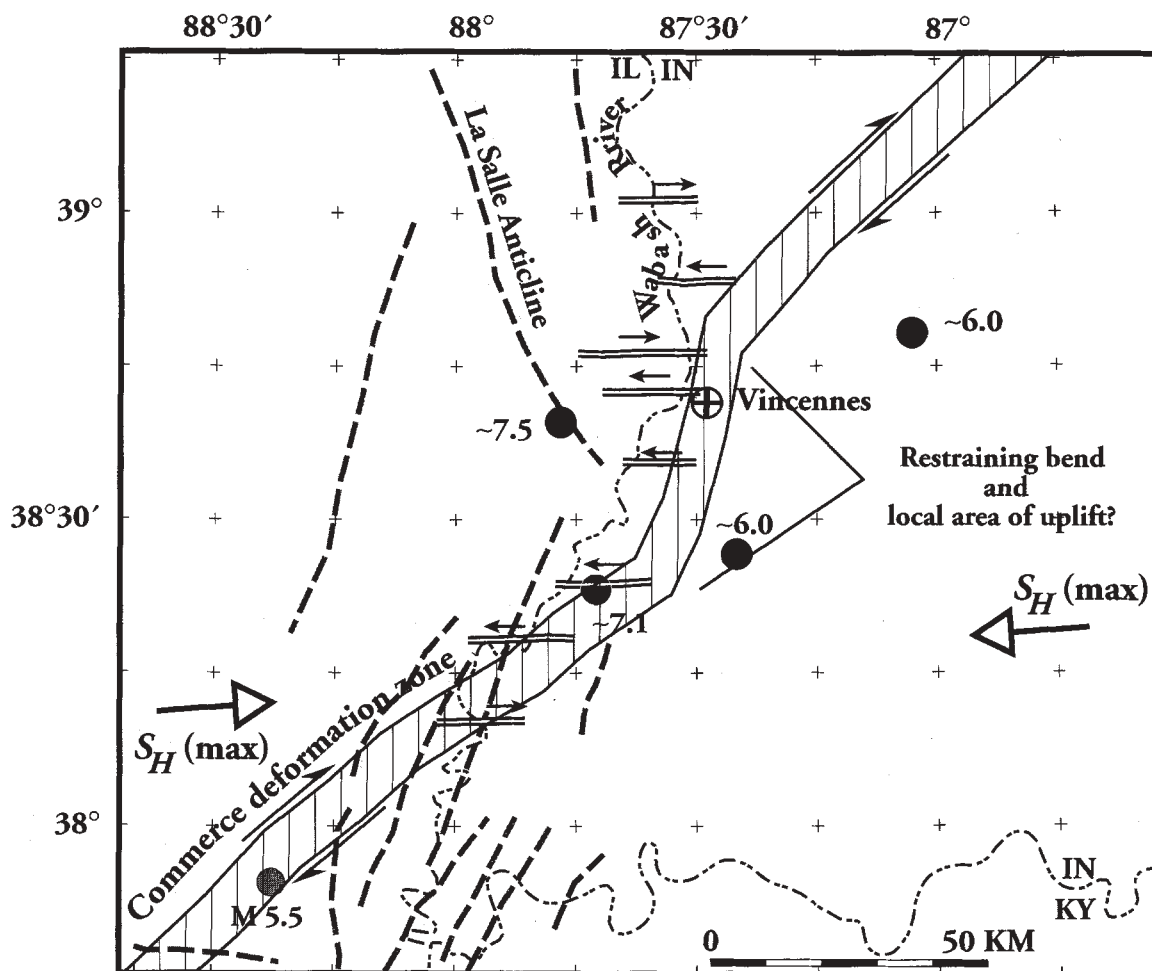 88°30′ 88° 87°30′ 87°
IL IN
River
Wabash
La Salle Anticline
39°
~6.0
Vincennes
~7.5
Restraining bend
and
local area of uplift?
38°30′
~6.0
S_H (max)
~7.1
S_H (max)
Commerce deformation zone
38°
M 5.5
IN
KY
0 50 KM